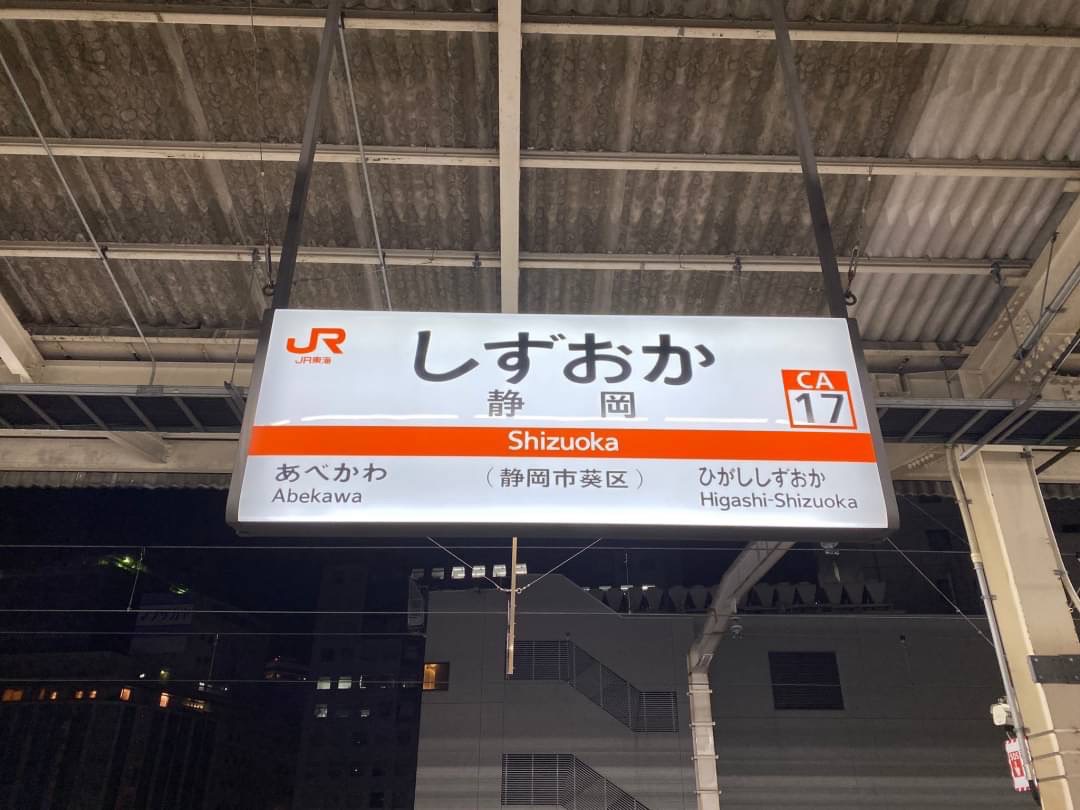 JR
JR東海
しずおか
静岡
CA
17
Shizuoka
あべかわ
Abekawa
（静岡市葵区）
ひがししずおか
Higashi-Shizuoka